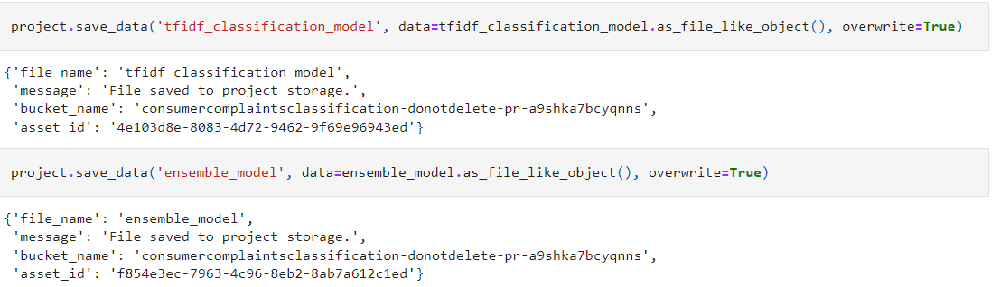 project.save_data('tfidf_classification_model', data=tfidf_classification_model.as_file_like_object(), overwrite=True)
{'file_name': 'tfidf_classification_model',
 'message': 'File saved to project storage.',
 'bucket_name': 'consumercomplaintsclassification-donotdelete-pr-a9shka7bcyqnns',
 'asset_id': '4e103d8e-8083-4d72-9462-9f69e96943ed'}
project.save_data('ensemble_model', data=ensemble_model.as_file_like_object(), overwrite=True)
{'file_name': 'ensemble_model',
 'message': 'File saved to project storage.',
 'bucket_name': 'consumercomplaintsclassification-donotdelete-pr-a9shka7bcyqnns',
 'asset_id': 'f854e3ec-7963-4c96-8eb2-8ab7a612c1ed'}